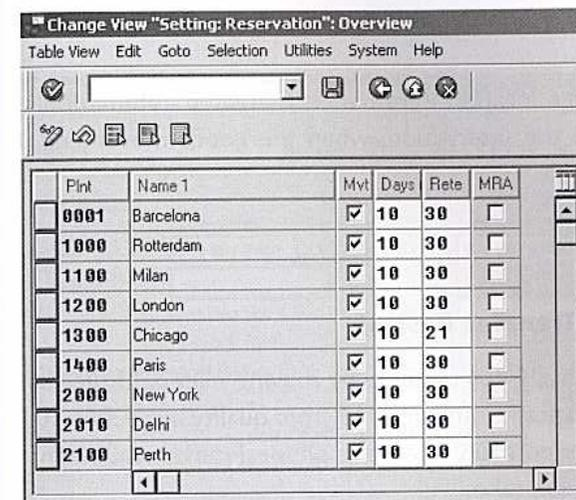 Change View "Setting: Reservation": Overview
Table View Edit Goto Selection Utilities System Help
Plnt Name 1 Mvt Days Rete MRA
0001 Barcelona 10 30
1000 Rotterdam 10 30
1100 Milan 10 30
1200 London 10 30
1300 Chicago 10 21
1400 Paris 10 30
2000 New York 10 30
2010 Delhi 10 30
2100 Perth 10 30